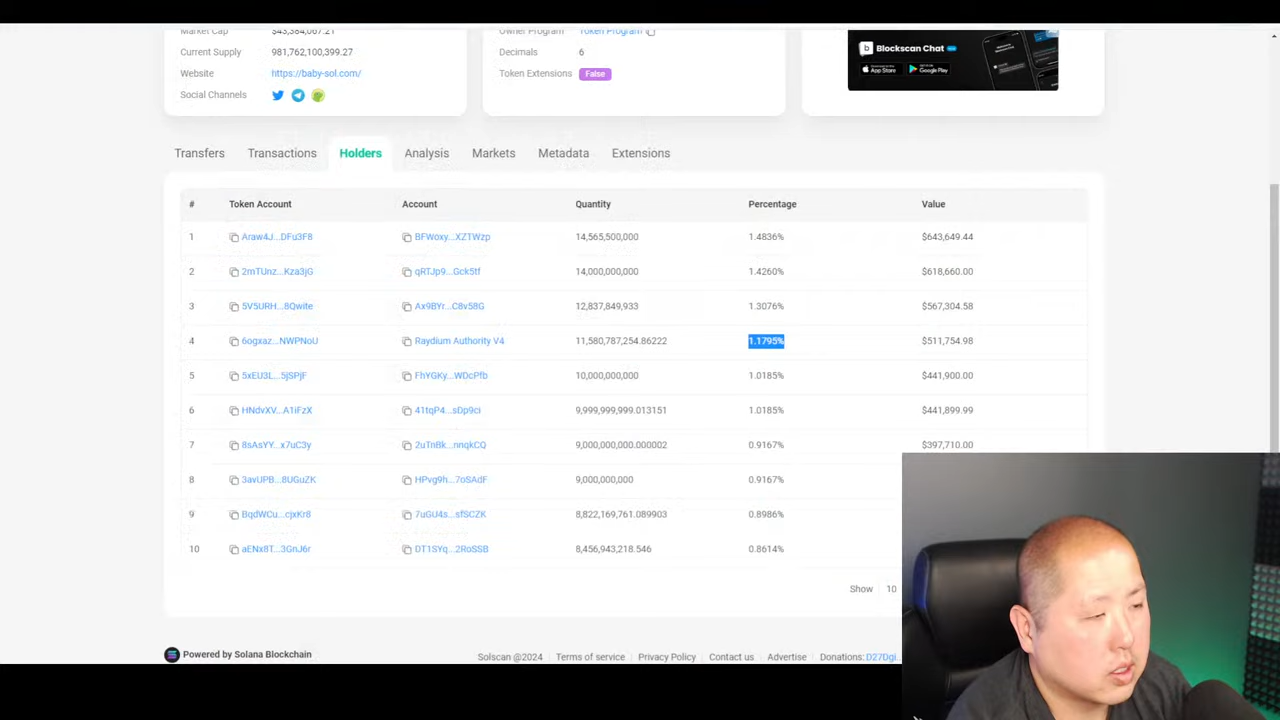 Market Cap $43,384,067.21 Owner Program Token Program
Current Supply 981,762,100,399.27 Decimals 6
Website https://baby-sol.com/ Token Extensions False
Social Channels
b Blockscan Chat
App Store Google Play
Transfers Transactions Holders Analysis Markets Metadata Extensions
# Token Account Account Quantity Percentage Value
1 Araw4J...DFu3F8 BFWoxy...XZTWzp 14,565,500,000 1.4836% $643,649.44
2 2mTUnz...Kza3jG qRTJp9...Gck5tf 14,000,000,000 1.4260% $618,660.00
3 5V5URH...8Qwite Ax9BYr...C8v58G 12,837,849,933 1.3076% $567,304.58
4 6ogxaz...NWPNoU Raydium Authority V4 11,580,787,254.86222 1.1795% $511,754.98
5 5xEU3L...5jSPjF FhYGKy...WDcPfb 10,000,000,000 1.0185% $441,900.00
6 HNdvXV...A1iFzX 41tqP4...sDp9ci 9,999,999,999.013151 1.0185% $441,899.99
7 8sAsYY...x7uC3y 2uTnBk...nnqkCQ 9,000,000,000.000002 0.9167% $397,710.00
8 3avUPB...8UGuZK HPvg9h...7oSAdF 9,000,000,000 0.9167%
9 BqdWCu...cjxKr8 7uGU4s...sfSCZK 8,822,169,761.089903 0.8986%
10 aENx8T...3GnJ6r DT1SYq...2RoSSB 8,456,943,218.546 0.8614%
Show 10
Powered by Solana Blockchain
Solscan @2024 | Terms of service | Privacy Policy | Contact us | Advertise | Donations: D27Dgi...